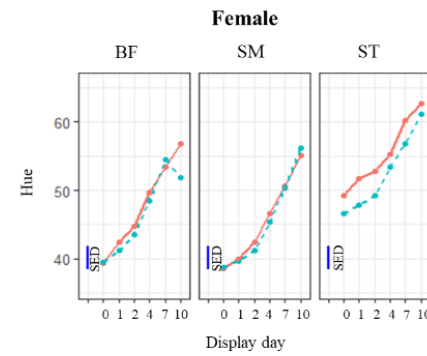 Female
BF SM ST
60
50
40
Hue
SED SED SED
0 1 2 4 7 10 0 1 2 4 7 10 0 1 2 4 7 10
Display day